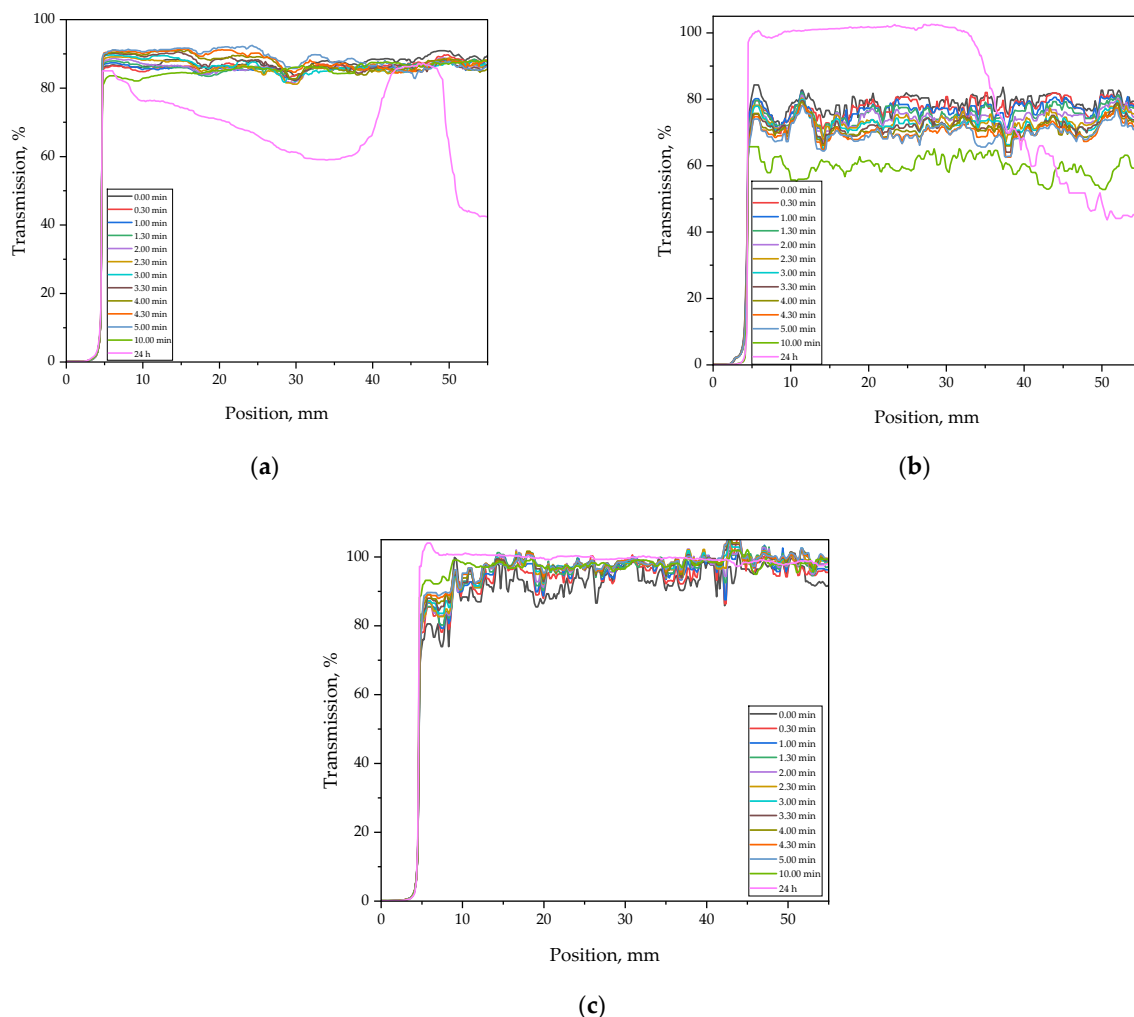 100
80
60
40
20
0
Transmission, %
0.00 min
0.30 min
1.00 min
1.30 min
2.00 min
2.30 min
3.00 min
3.30 min
4.00 min
4.30 min
5.00 min
10.00 min
24 h
0 10 20 30 40 50
Position, mm
(a)
100
80
60
40
20
0
Transmission, %
0.00 min
0.30 min
1.00 min
1.30 min
2.00 min
2.30 min
3.00 min
3.30 min
4.00 min
4.30 min
5.00 min
10.00 min
24 h
0 10 20 30 40 50
Position, mm
(b)
100
80
60
40
20
0
Transmission, %
0.00 min
0.30 min
1.00 min
1.30 min
2.00 min
2.30 min
3.00 min
3.30 min
4.00 min
4.30 min
5.00 min
10.00 min
24 h
0 10 20 30 40 50
Position, mm
(c)